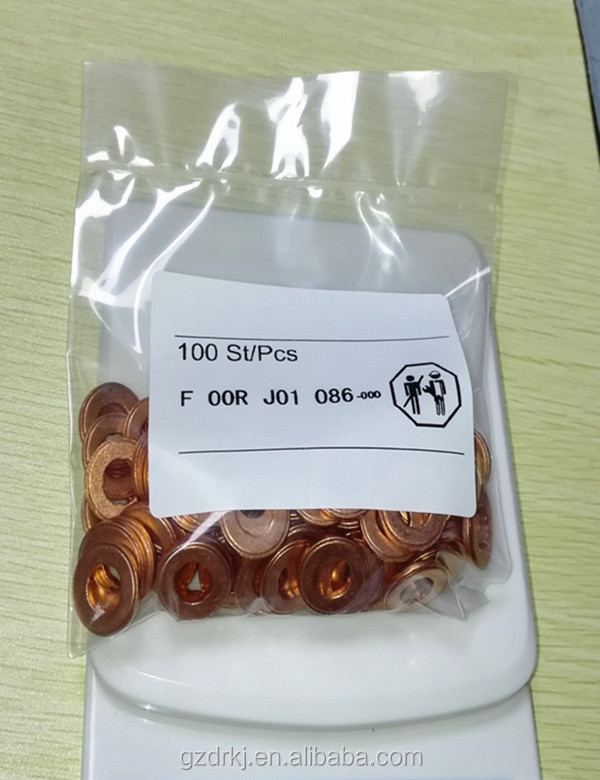 100 St/Pcs
F 00R J01 086-000
gzdrkj.en.alibaba.com